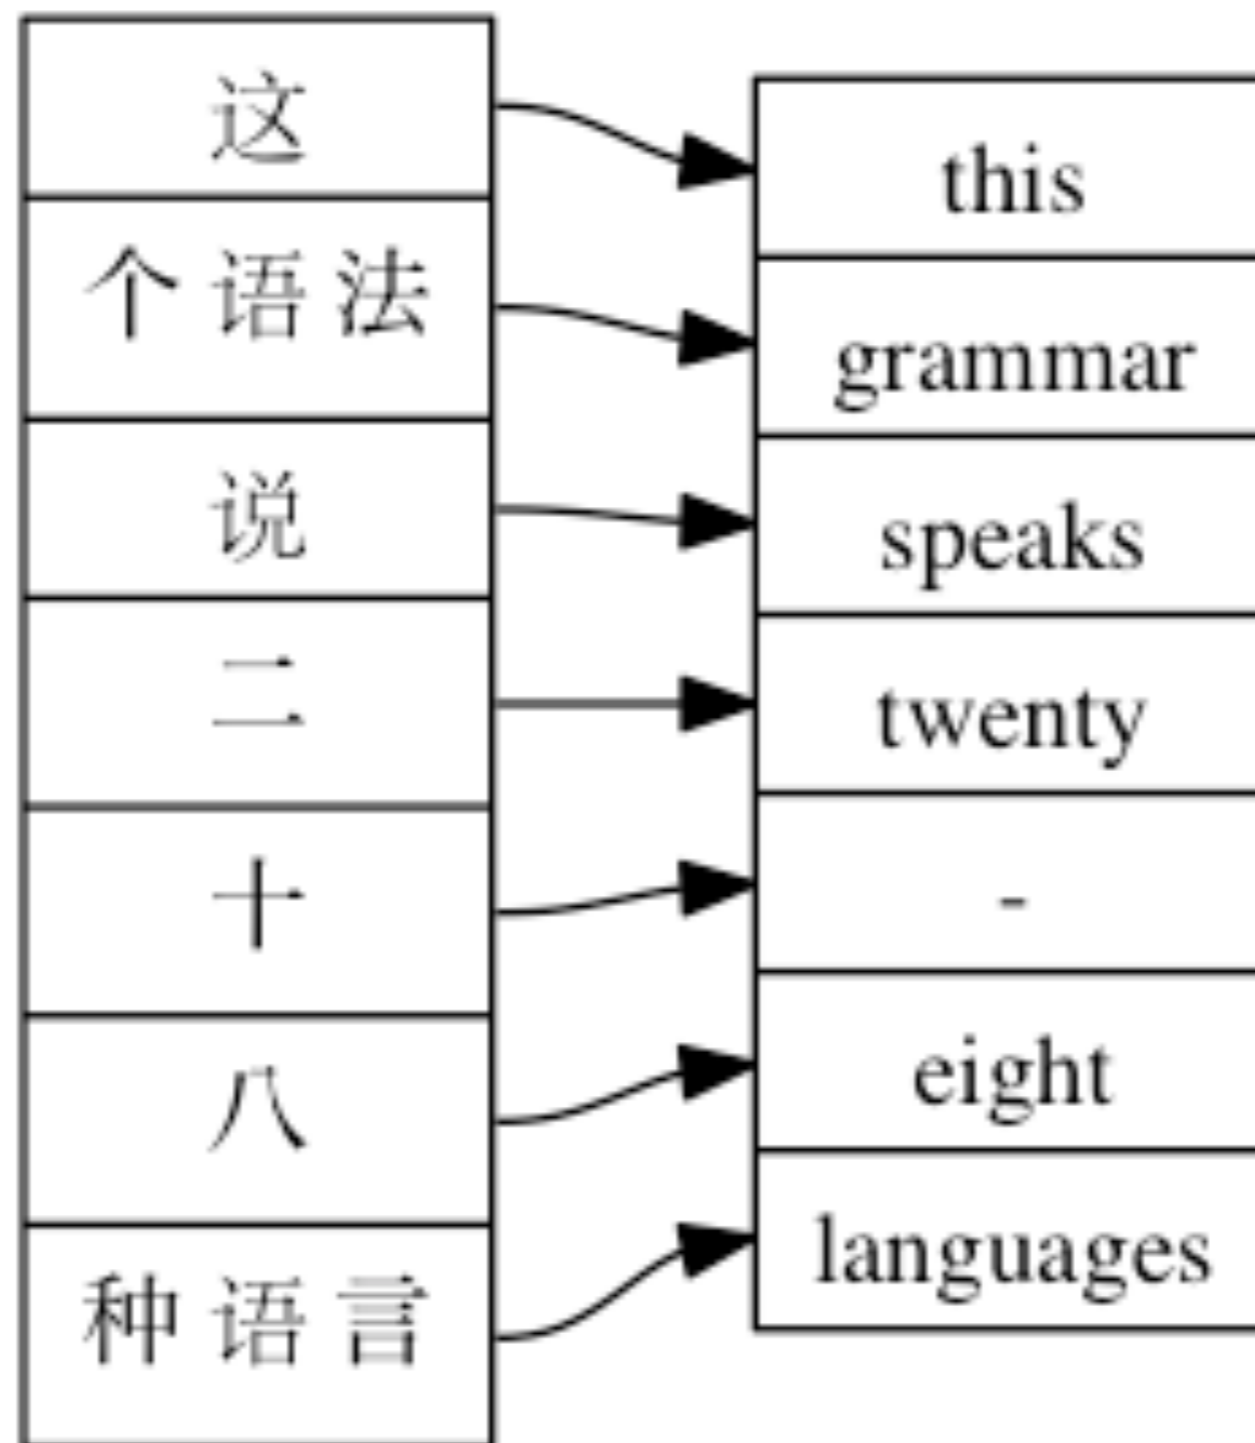 这
个 语 法
说
二
十
八
种 语 言
this
grammar
speaks
twenty
-
eight
languages